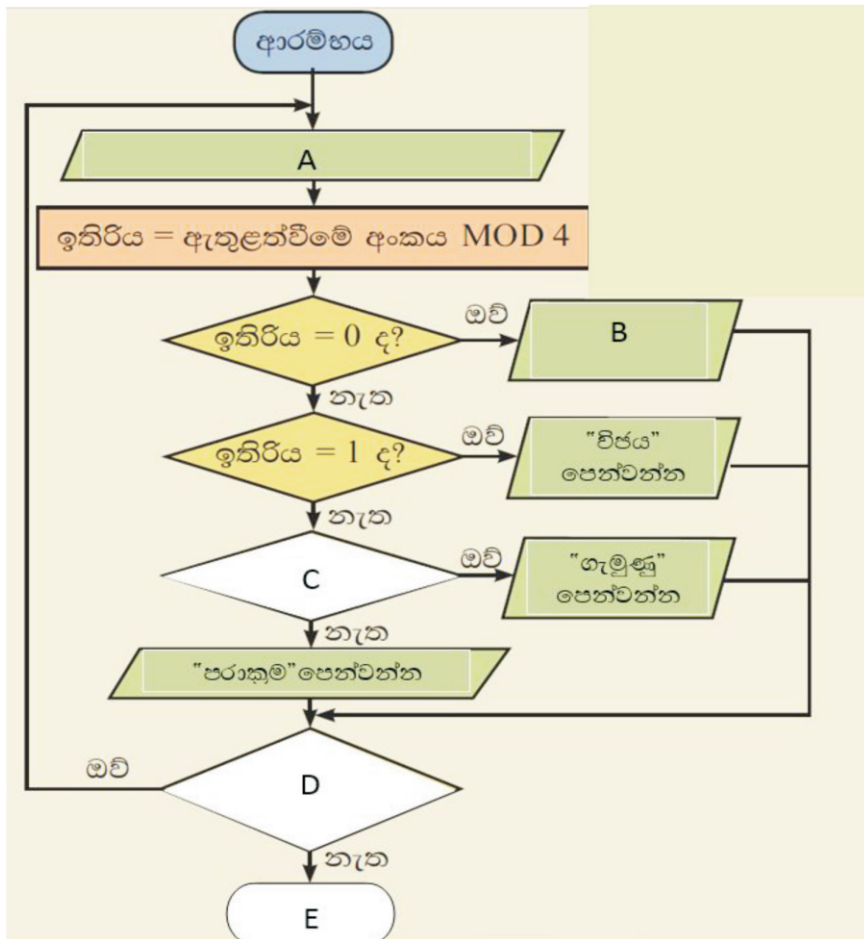 ආරම්භය
A
ඉතිරිය = ඇතුළත්වීමේ අංකය MOD 4
ඉතිරිය = 0 ද?
ඔව්
B
නැත
ඉතිරිය = 1 ද?
ඔව්
"විජය"
පෙන්වන්න
නැත
C
ඔව්
"ගැමුණු"
පෙන්වන්න
නැත
"පරාක්‍රම"පෙන්වන්න
ඔව්
D
නැත
E